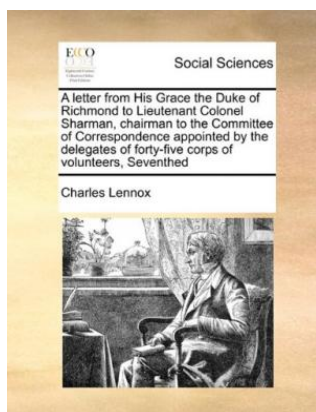 ECCO
Social Sciences
A letter from His Grace the Duke of
Richmond to Lieutenant Colonel
Sharman, chairman to the Committee
of Correspondence appointed by the
delegates of forty-five corps of
volunteers, Seventhed
Charles Lennox